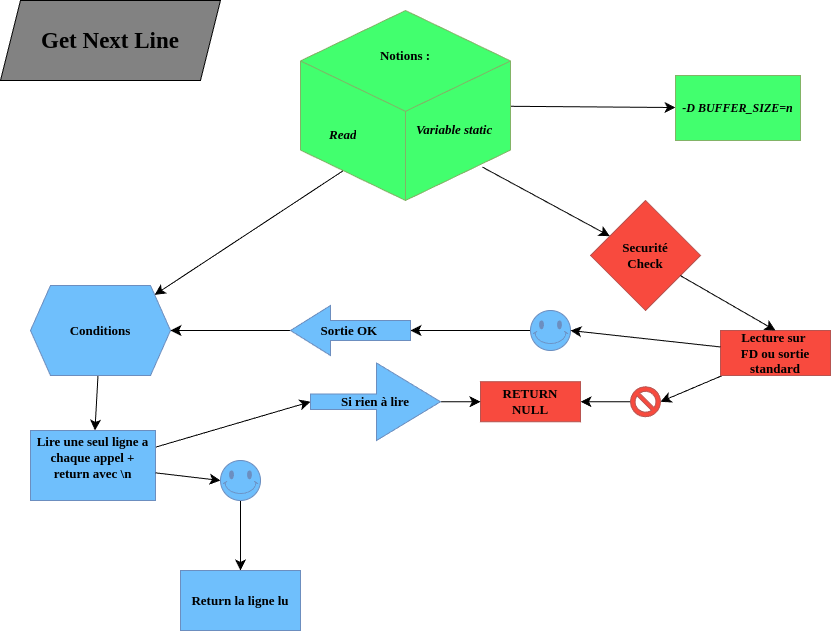 Get Next Line
Notions :
Read
Variable static
-D BUFFER_SIZE=n
Securité
Check
Conditions
Sortie OK
Lecture sur
FD ou sortie
standard
Si rien à lire
RETURN
NULL
Lire une seul ligne a
chaque appel +
return avec \n
Return la ligne lu